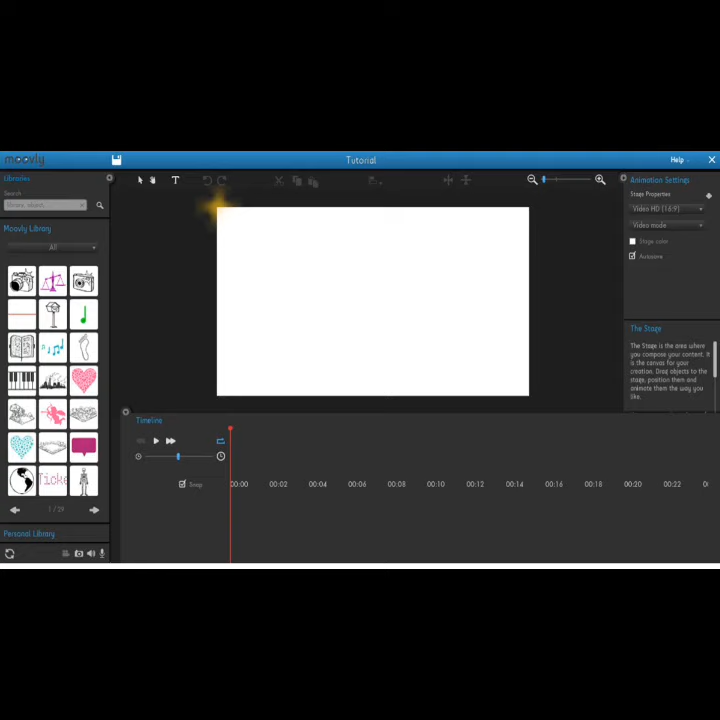 moovly
Tutorial
Help
Libraries
Search
library, object, ...
Moovly Library
All
Ticke
1 / 29
Personal Library
T
Animation Settings
Stage Properties
Video HD (16:9)
Video mode
Stage color
Autosave
The Stage
The Stage is the area where
you compose your content. It
is the canvas for your
creation. Drag objects to the
stage, position them and
animate them the way you
like.
Timeline
Snap
00:00 00:02 00:04 00:06 00:08 00:10 00:12 00:14 00:16 00:18 00:20 00:22